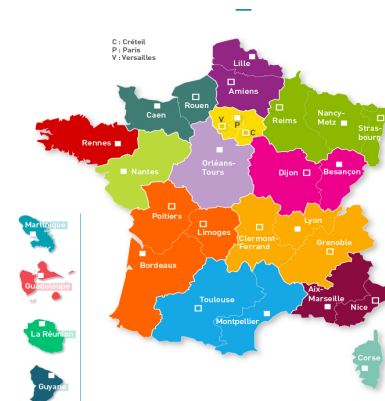 C : Créteil
P : Paris
V : Versailles
Lille
Amiens
Rouen
Caen
V
P
C
Reims
Nancy-
Metz
Stras-
bourg
Rennes
Nantes
Orléans-
Tours
Dijon
Besançon
Poitiers
Limoges
Clermont-
Ferrand
Lyon
Grenoble
Bordeaux
Toulouse
Montpellier
Aix-
Marseille
Nice
Corse
Martinique
Guadeloupe
La Réunion
Guyane